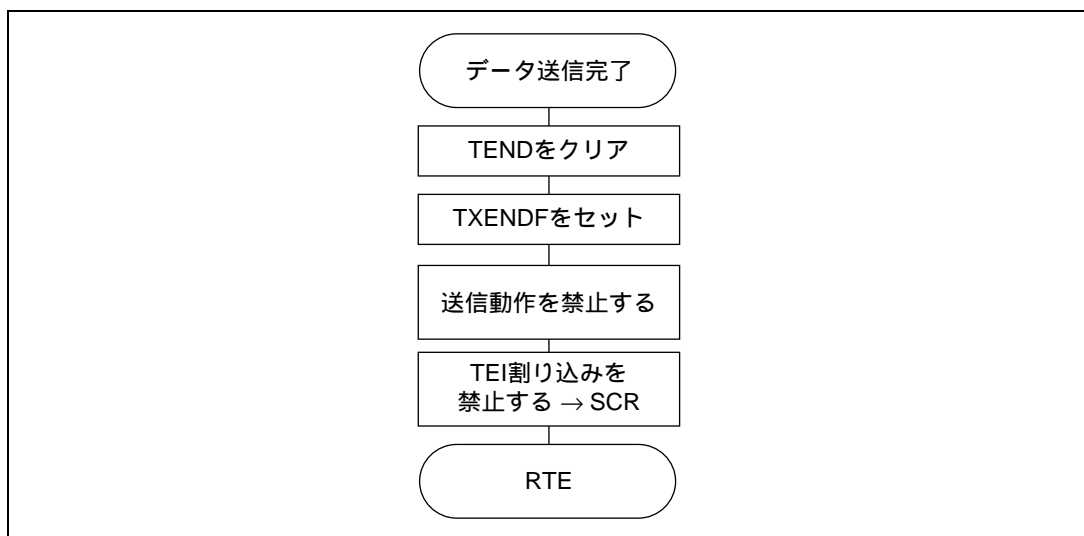 データ送信完了
TENDをクリア
TXENDFをセット
送信動作を禁止する
TEI割り込みを
禁止する → SCR
RTE